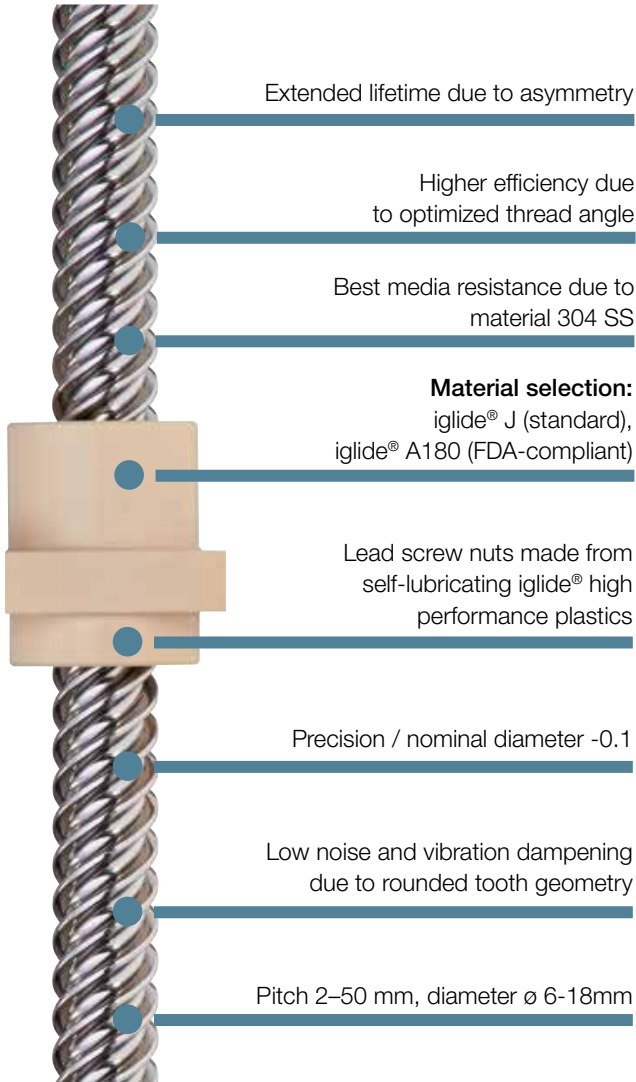 Extended lifetime due to asymmetry
Higher efficiency due
to optimized thread angle
Best media resistance due to
material 304 SS
Material selection:
iglide® J (standard),
iglide® A180 (FDA-compliant)
Lead screw nuts made from
self-lubricating iglide® high
performance plastics
Precision / nominal diameter -0.1
Low noise and vibration dampening
due to rounded tooth geometry
Pitch 2–50 mm, diameter ø 6-18mm